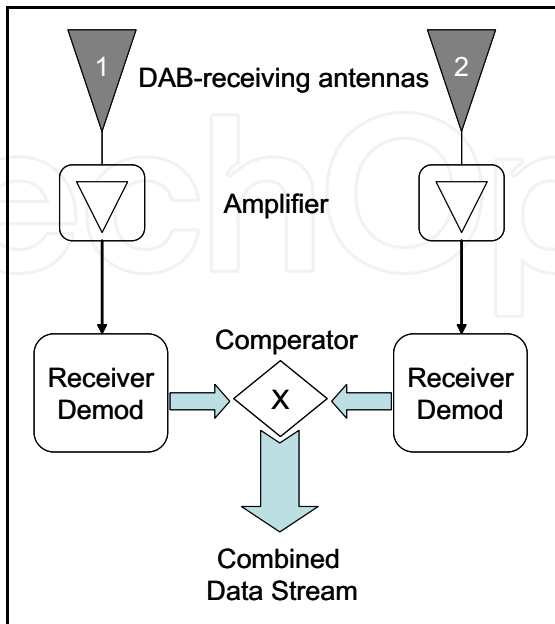 1
DAB-receiving antennas
2
Amplifier
Comperator
Receiver
Demod
X
Receiver
Demod
Combined
Data Stream